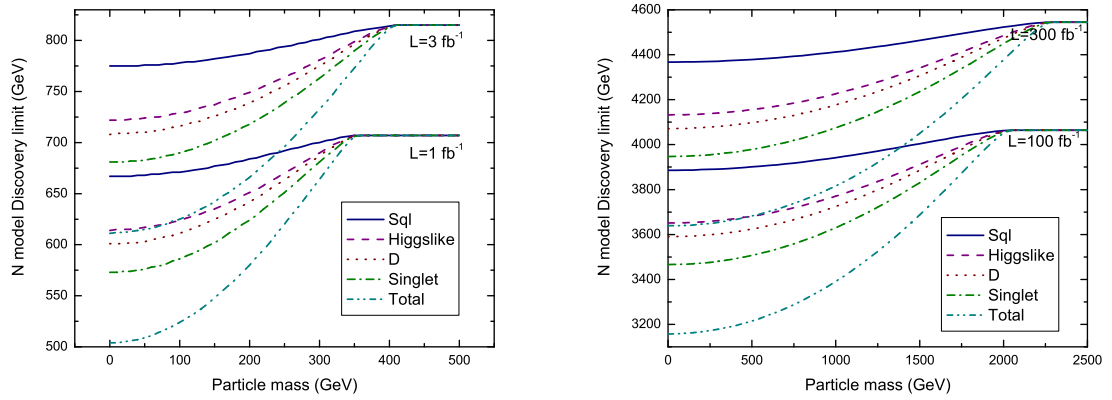 800
750
700
650
600
550
500
N model Discovery limit (GeV)
L=3 fb⁻¹
L=1 fb⁻¹
Sql
Higgslike
D
Singlet
Total
0 100 200 300 400 500
Particle mass (GeV)
4600
4400
4200
4000
3800
3600
3400
3200
N model Discovery limit (GeV)
L=300 fb⁻¹
L=100 fb⁻¹
Sql
Higgslike
D
Singlet
Total
0 500 1000 1500 2000 2500
Particle mass (GeV)